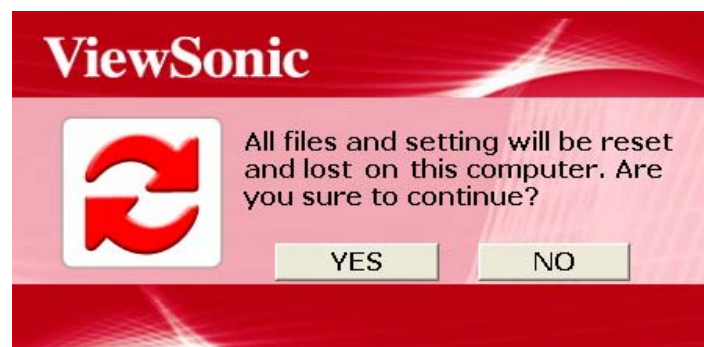 ViewSonic
All files and setting will be reset
and lost on this computer. Are
you sure to continue?
YES
NO